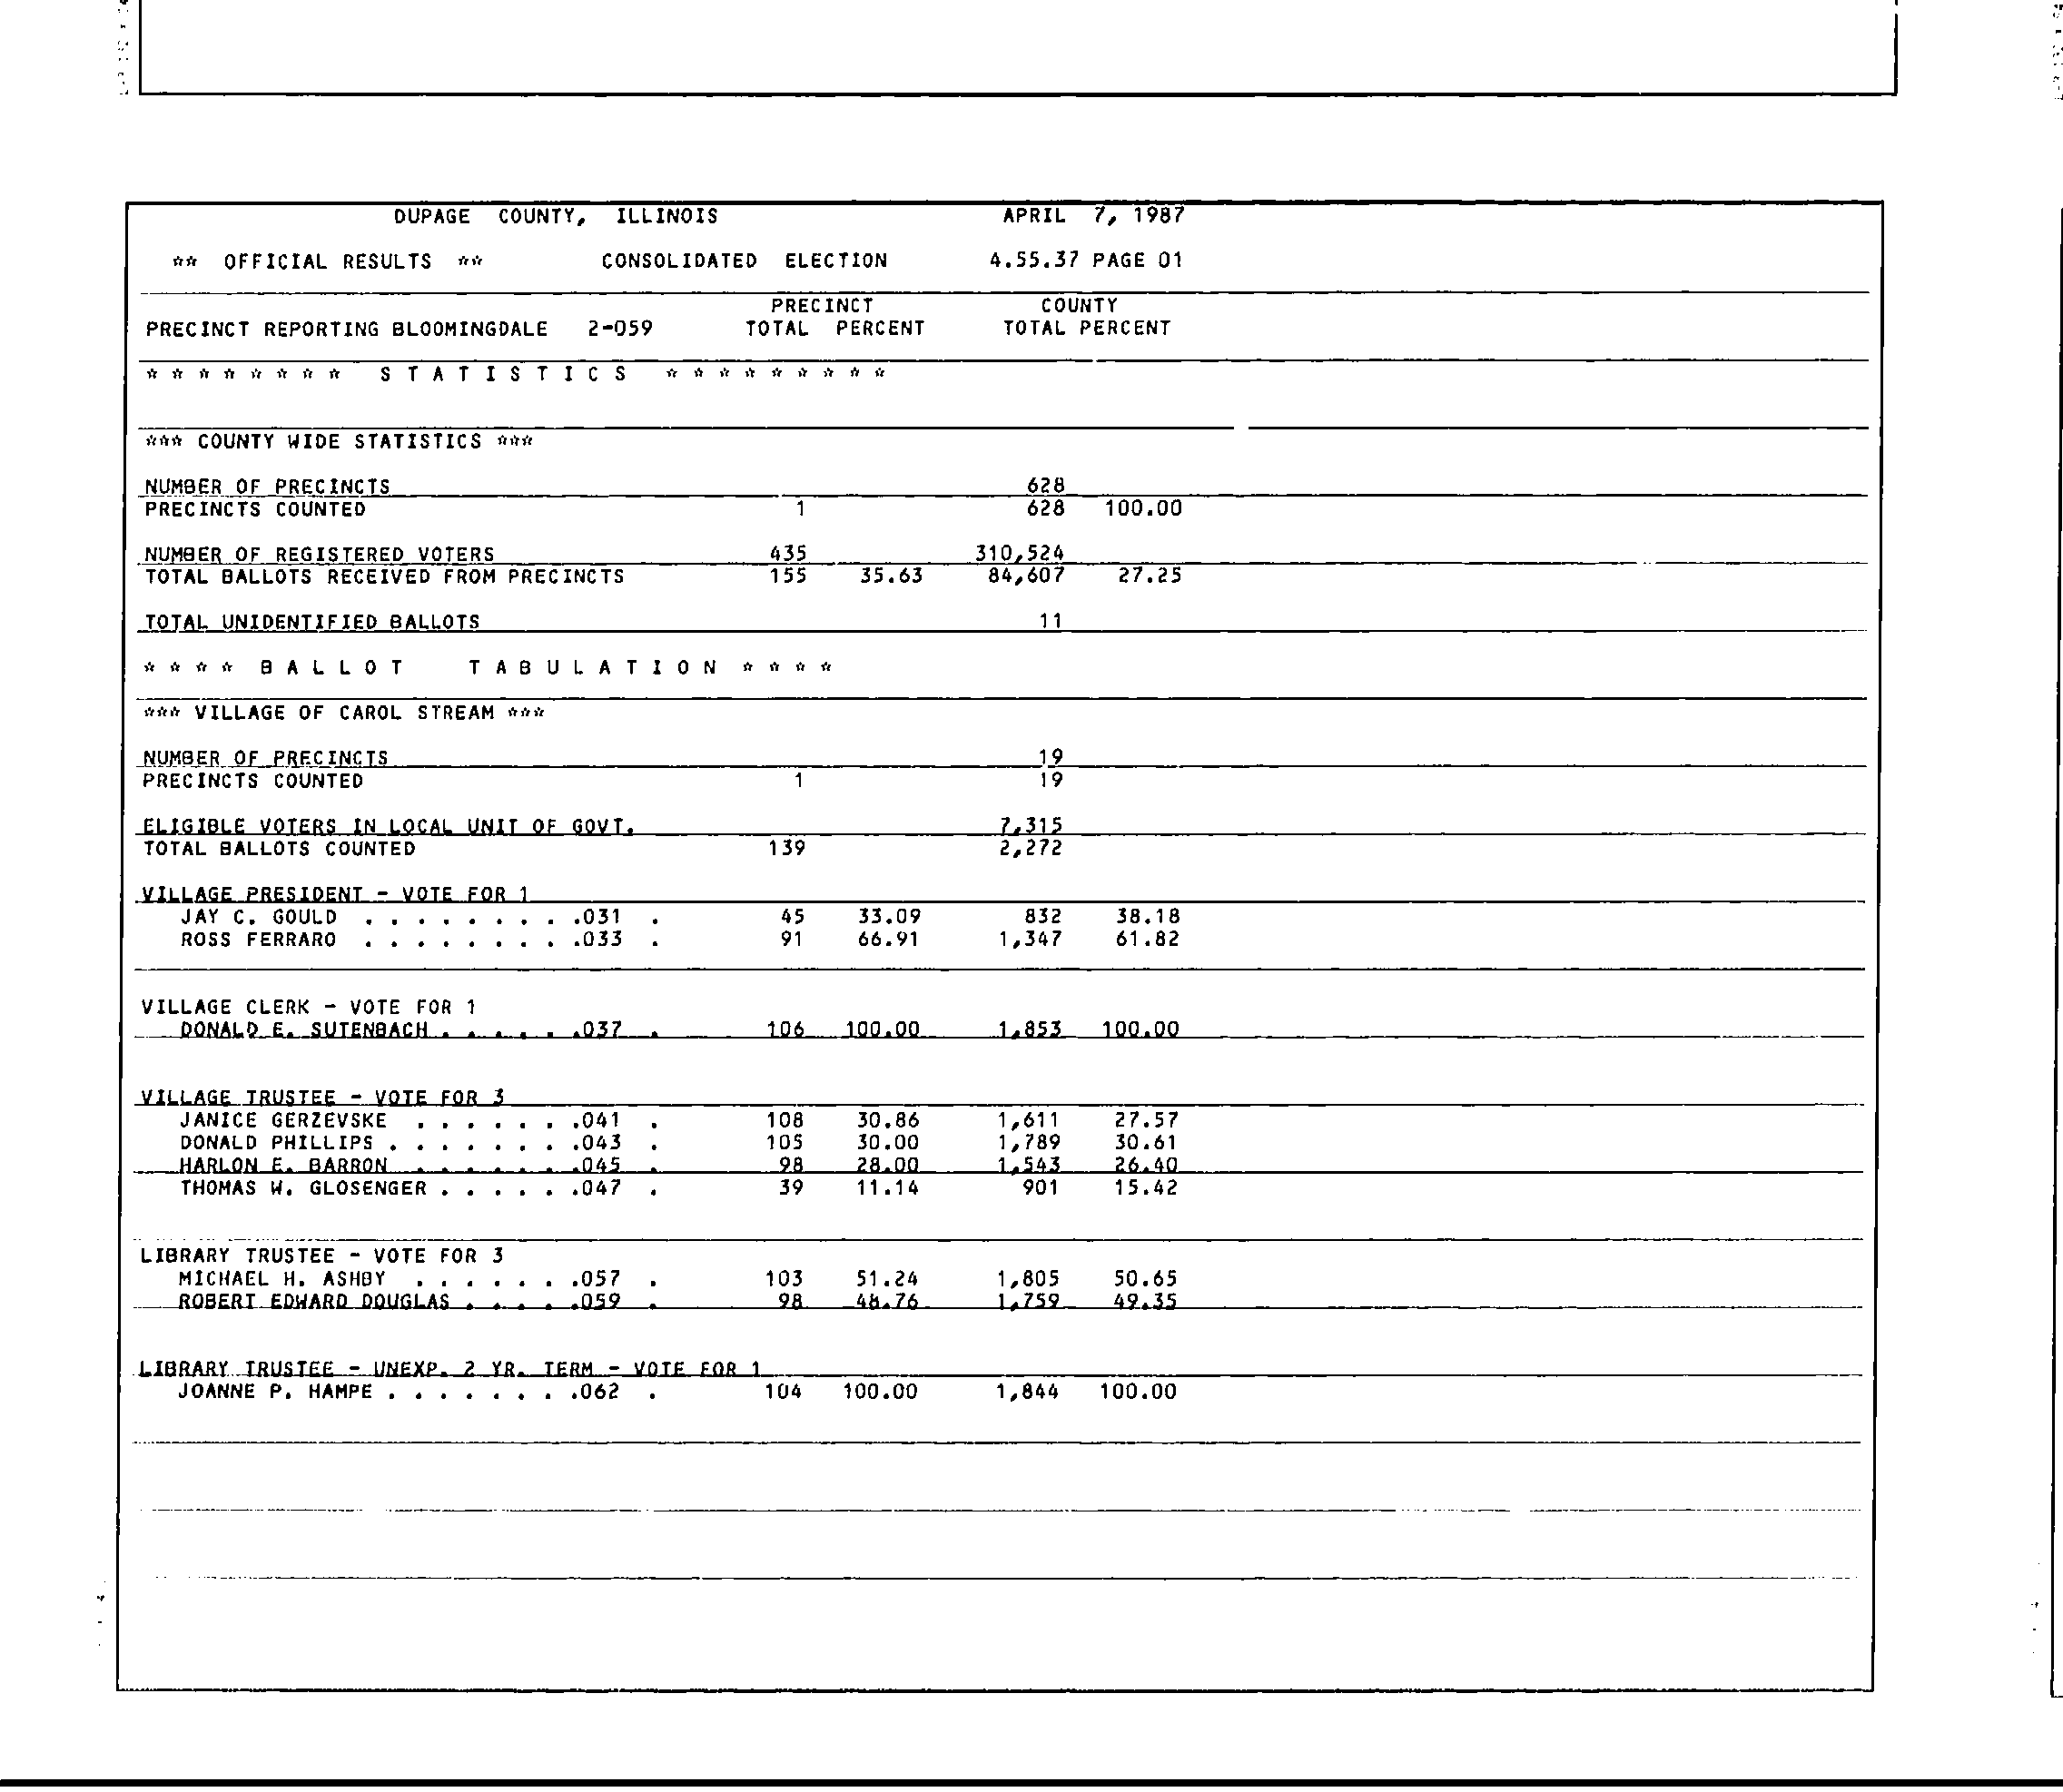 DUPAGE COUNTY, ILLINOIS APRIL 7, 1987
** OFFICIAL RESULTS ** CONSOLIDATED ELECTION 4.55.37 PAGE 01
PRECINCT COUNTY
PRECINCT REPORTING BLOOMINGDALE 2-059 TOTAL PERCENT TOTAL PERCENT
* * * * * * * * S T A T I S T I C S * * * * * * * * *
*** COUNTY WIDE STATISTICS ***
NUMBER OF PRECINCTS 628
PRECINCTS COUNTED 1 628 100.00
NUMBER OF REGISTERED VOTERS 435 310,524
TOTAL BALLOTS RECEIVED FROM PRECINCTS 155 35.63 84,607 27.25
TOTAL UNIDENTIFIED BALLOTS 11
* * * * B A L L O T T A B U L A T I O N * * * *
*** VILLAGE OF CAROL STREAM ***
NUMBER OF PRECINCTS 19
PRECINCTS COUNTED 1 19
ELIGIBLE VOTERS IN LOCAL UNIT OF GOVT. 7,315
TOTAL BALLOTS COUNTED 139 2,272
VILLAGE PRESIDENT - VOTE FOR 1
JAY C. GOULD . . . . . . . . .031 . 45 33.09 832 38.18
ROSS FERRARO . . . . . . . . .033 . 91 66.91 1,347 61.82
VILLAGE CLERK - VOTE FOR 1
DONALD E. SUTENBACH . . . . . .037 . 106 100.00 1,853 100.00
VILLAGE TRUSTEE - VOTE FOR 3
JANICE GERZEVSKE . . . . . . .041 . 108 30.86 1,611 27.57
DONALD PHILLIPS . . . . . . . .043 . 105 30.00 1,789 30.61
HARLON E. BARRON . . . . . . .045 . 98 28.00 1,543 26.40
THOMAS W. GLOSENGER . . . . . .047 . 39 11.14 901 15.42
LIBRARY TRUSTEE - VOTE FOR 3
MICHAEL H. ASHBY . . . . . . .057 . 103 51.24 1,805 50.65
ROBERT EDWARD DOUGLAS . . . . .059 . 98 48.76 1,759 49.35
LIBRARY TRUSTEE - UNEXP. 2 YR. TERM - VOTE FOR 1
JOANNE P. HAMPE . . . . . . . .062 . 104 100.00 1,844 100.00